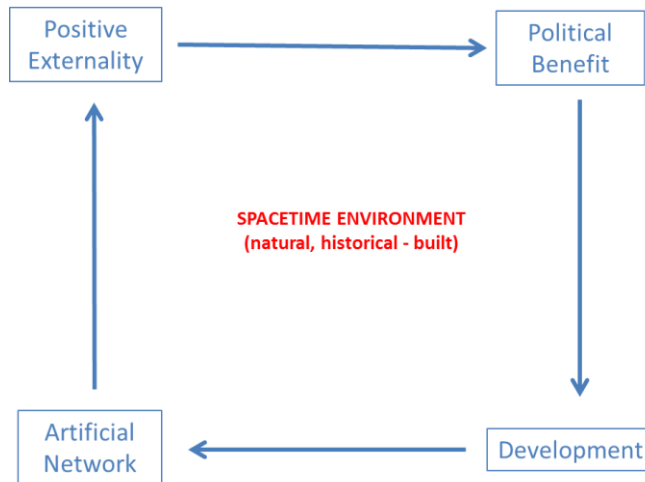 Positive
Externality
Political
Benefit
SPACETIME ENVIRONMENT
(natural, historical - built)
Artificial
Network
Development